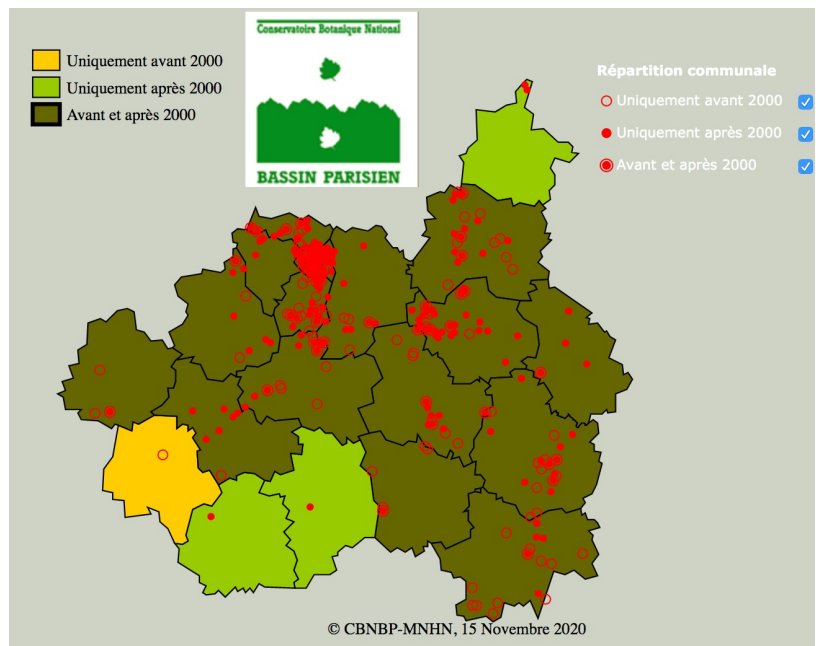 Conservatoire Botanique National
BASSIN PARISIEN
Uniquement avant 2000
Uniquement après 2000
Avant et après 2000
Répartition communale
Uniquement avant 2000
Uniquement après 2000
Avant et après 2000
© CBNBP-MNHN, 15 Novembre 2020